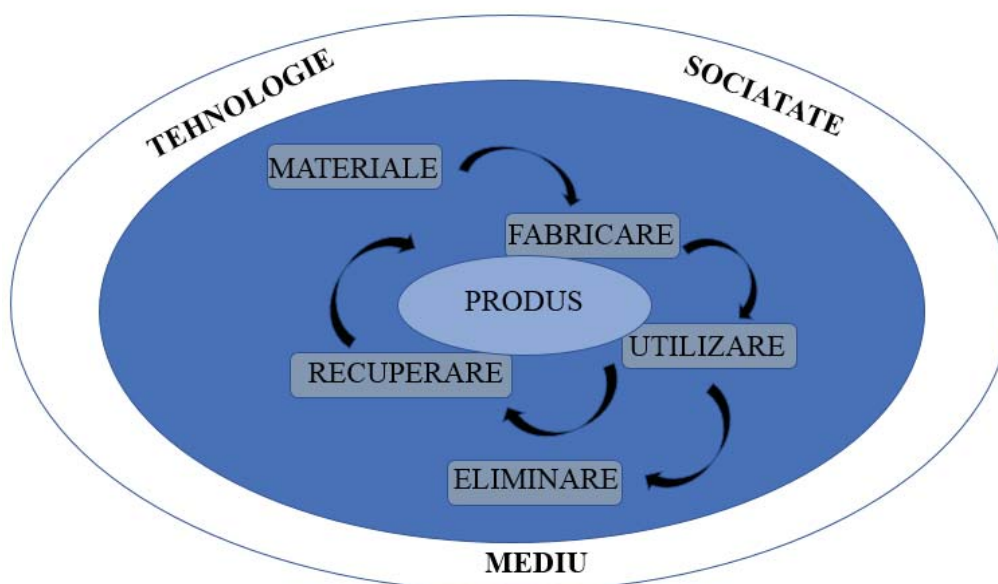 TEHNOLOGIE
SOCIATATE
MATERIALE
FABRICARE
PRODUS
UTILIZARE
RECUPERARE
ELIMINARE
MEDIU